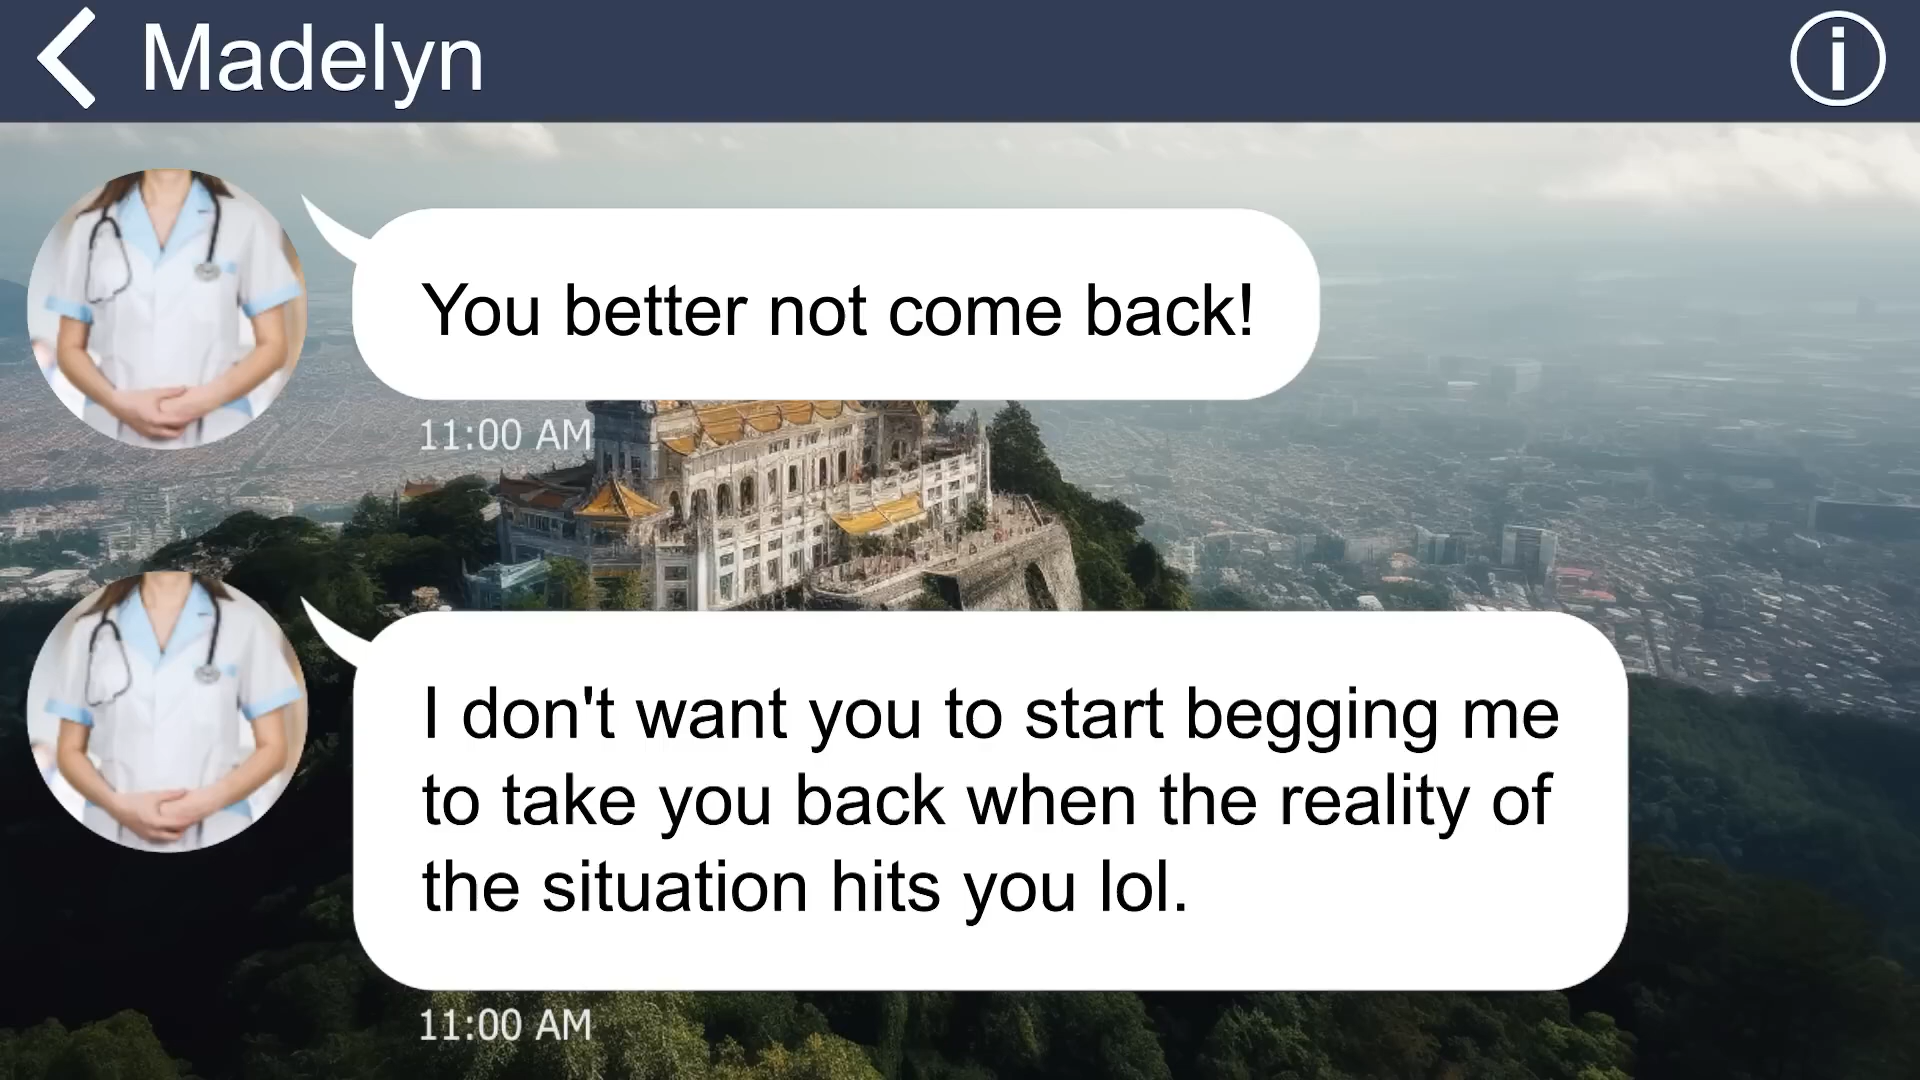 Madelyn
You better not come back!
11:00 AM
I don't want you to start begging me
to take you back when the reality of
the situation hits you lol.
11:00 AM